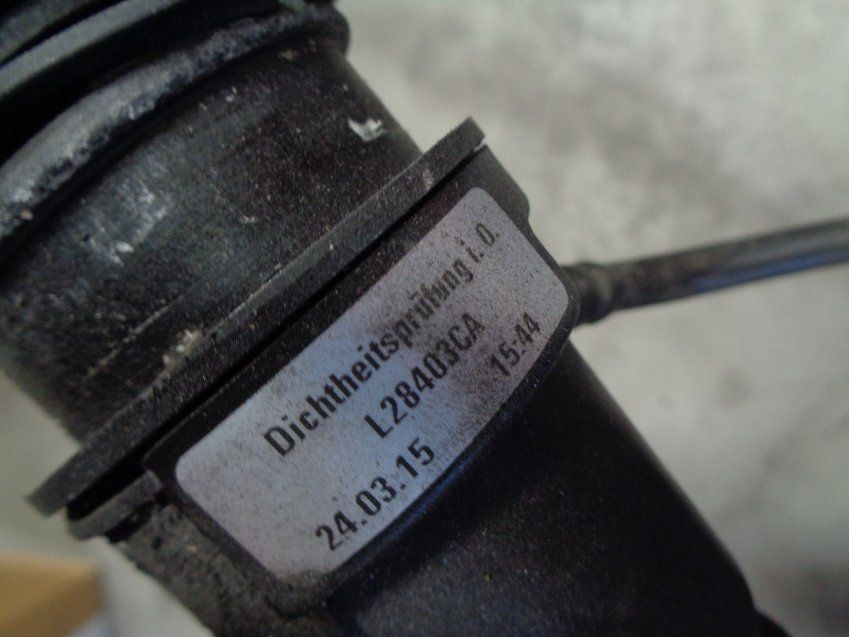 Dichtheitsprüfung i. O.
L28403CA
24.03.15 15:44